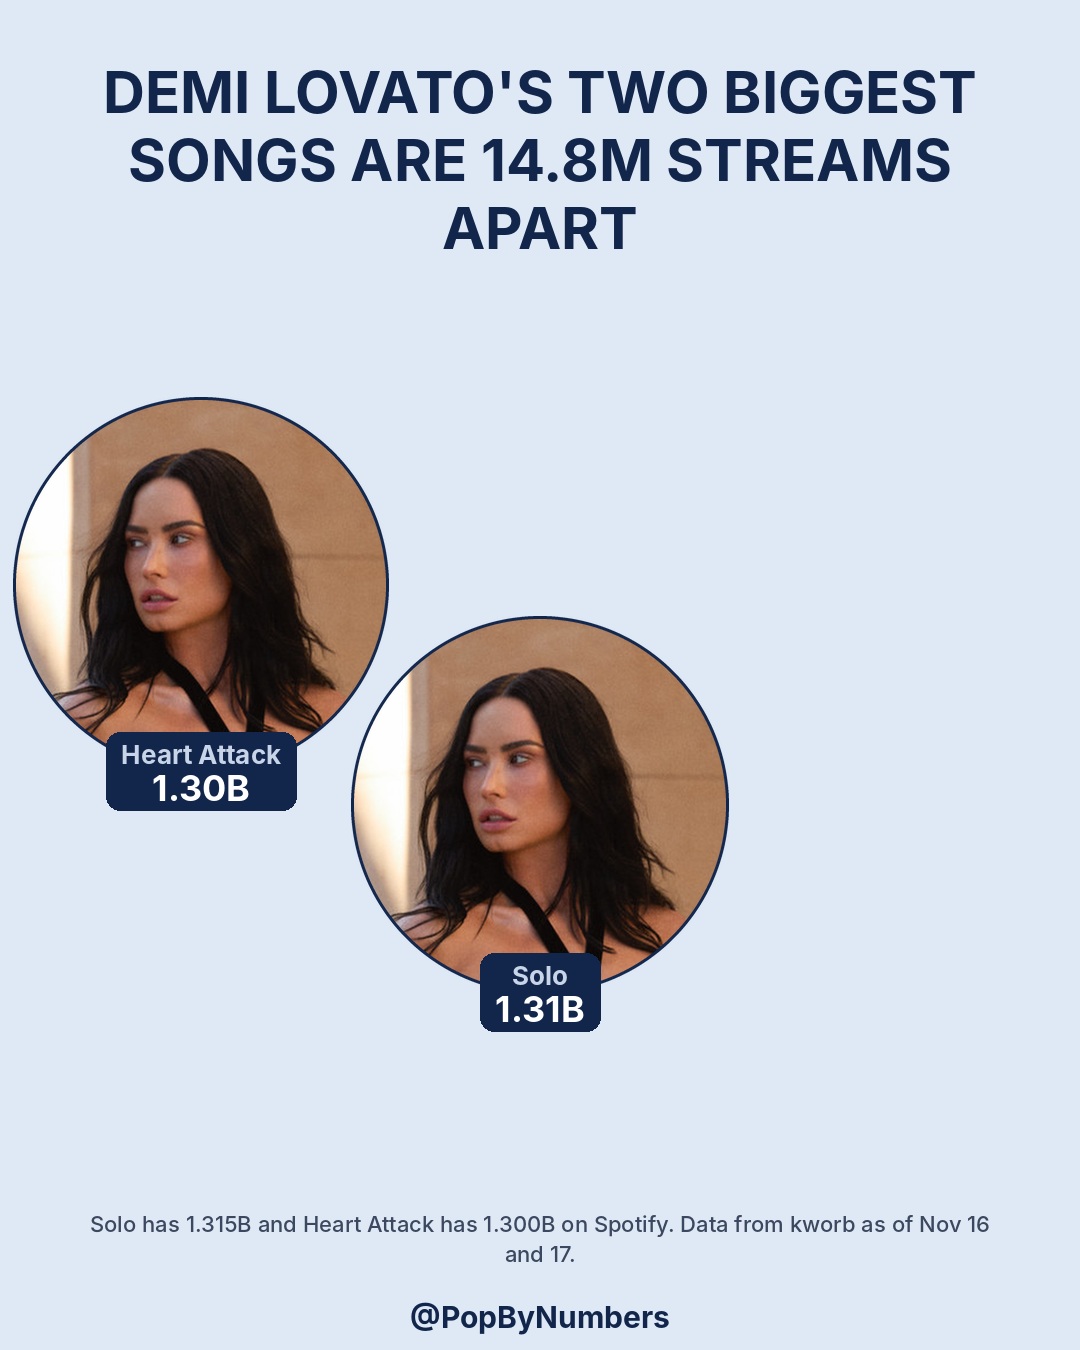 DEMI LOVATO'S TWO BIGGEST
SONGS ARE 14.8M STREAMS
APART
Heart Attack
1.30B
Solo
1.31B
Solo has 1.315B and Heart Attack has 1.300B on Spotify. Data from kworb as of Nov 16
and 17.
@PopByNumbers